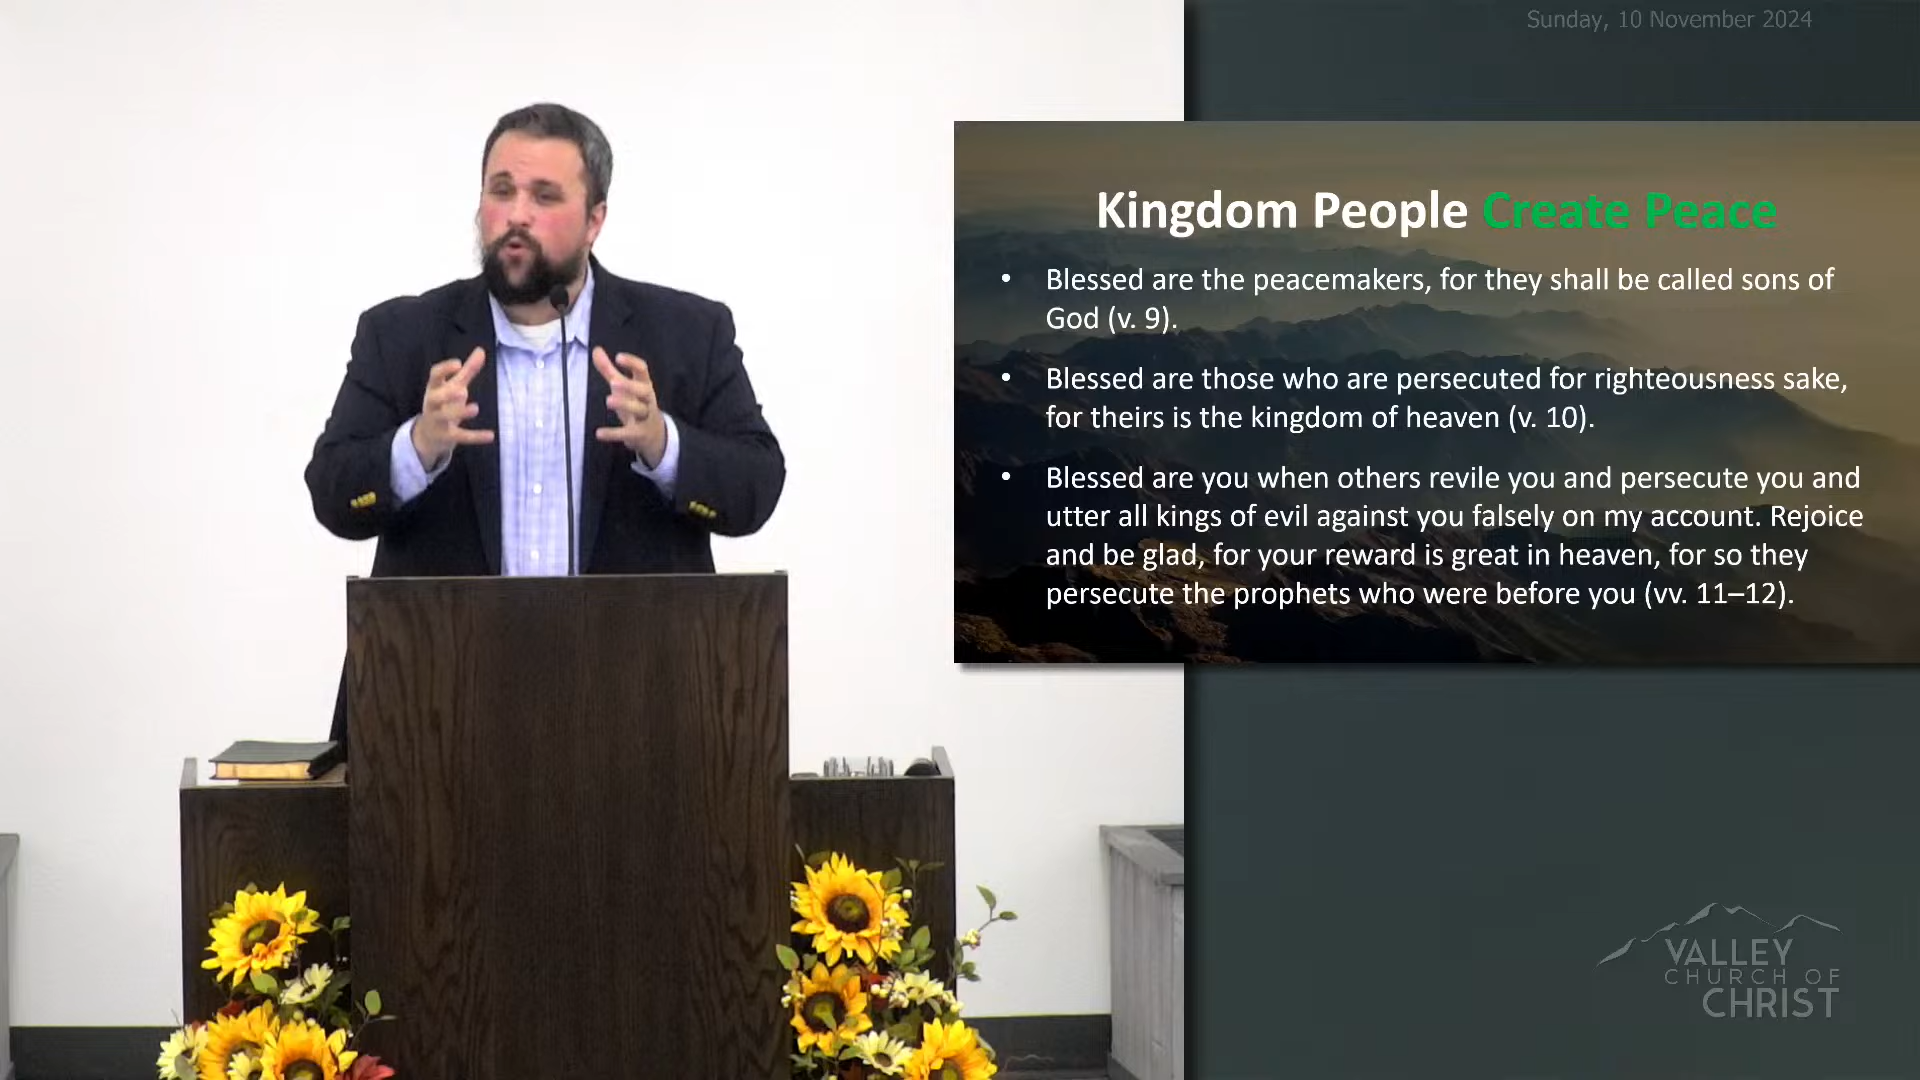 Sunday, 10 November 2024
Kingdom People Create Peace
• Blessed are the peacemakers, for they shall be called sons of
God (v. 9).
• Blessed are those who are persecuted for righteousness sake,
for theirs is the kingdom of heaven (v. 10).
• Blessed are you when others revile you and persecute you and
utter all kings of evil against you falsely on my account. Rejoice
and be glad, for your reward is great in heaven, for so they
persecute the prophets who were before you (vv. 11–12).
VALLEY
CHURCH OF
CHRIST